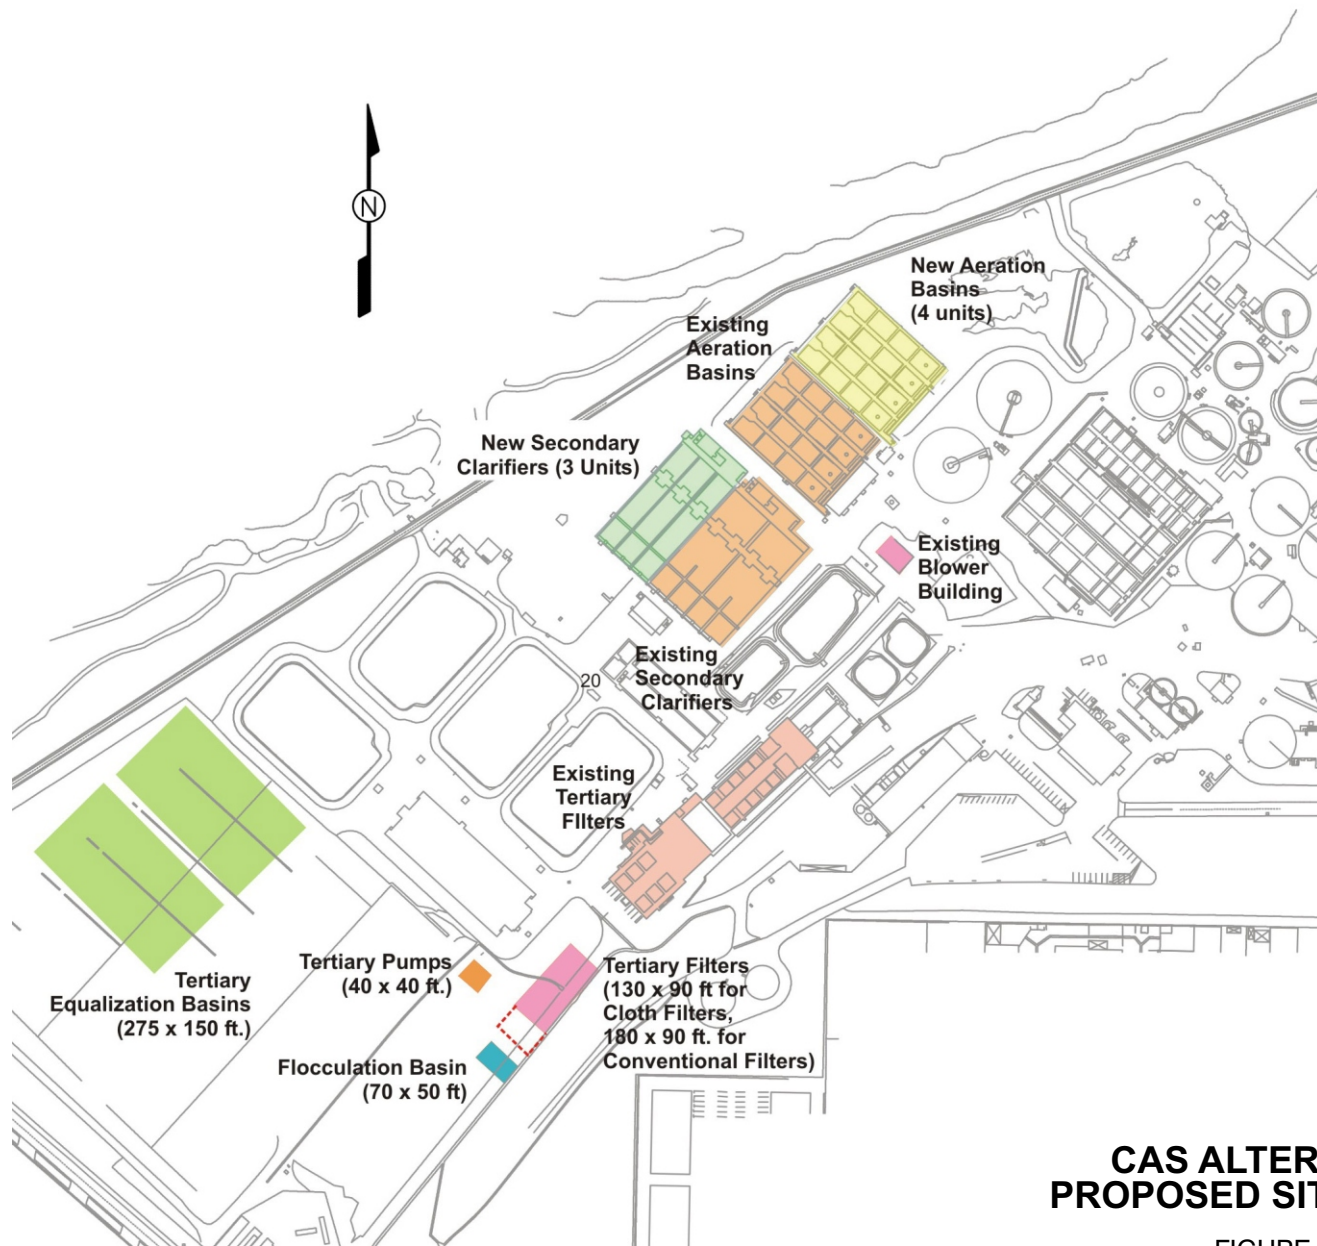 N
New Aeration
Basins
(4 units)
Existing
Aeration
Basins
New Secondary
Clarifiers (3 Units)
Existing
Blower
Building
Existing
Secondary
Clarifiers
20
Existing
Tertiary
FIlters
Tertiary
Equalization Basins
(275 x 150 ft.)
Tertiary Pumps
(40 x 40 ft.)
Tertiary Filters
(130 x 90 ft for
Cloth Filters,
180 x 90 ft. for
Conventional Filters)
Flocculation Basin
(70 x 50 ft)
CAS ALTER
PROPOSED SIT
FIGURE